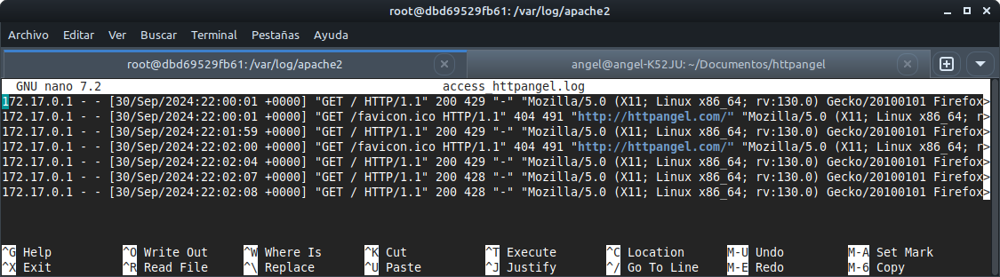 root@dbd69529fb61: /var/log/apache2
Archivo Editar Ver Buscar Terminal Pestañas Ayuda
root@dbd69529fb61: /var/log/apache2 angel@angel-K52JU: ~/Documentos/httpangel
GNU nano 7.2 access_httpangel.log
172.17.0.1 - - [30/Sep/2024:22:00:01 +0000] "GET / HTTP/1.1" 200 429 "-" "Mozilla/5.0 (X11; Linux x86_64; rv:130.0) Gecko/20100101 Firefox>
172.17.0.1 - - [30/Sep/2024:22:00:01 +0000] "GET /favicon.ico HTTP/1.1" 404 491 "http://httpangel.com/" "Mozilla/5.0 (X11; Linux x86_64; r>
172.17.0.1 - - [30/Sep/2024:22:01:59 +0000] "GET / HTTP/1.1" 200 429 "-" "Mozilla/5.0 (X11; Linux x86_64; rv:130.0) Gecko/20100101 Firefox>
172.17.0.1 - - [30/Sep/2024:22:02:00 +0000] "GET /favicon.ico HTTP/1.1" 404 491 "http://httpangel.com/" "Mozilla/5.0 (X11; Linux x86_64; r>
172.17.0.1 - - [30/Sep/2024:22:02:04 +0000] "GET / HTTP/1.1" 200 429 "-" "Mozilla/5.0 (X11; Linux x86_64; rv:130.0) Gecko/20100101 Firefox>
172.17.0.1 - - [30/Sep/2024:22:02:07 +0000] "GET / HTTP/1.1" 200 428 "-" "Mozilla/5.0 (X11; Linux x86_64; rv:130.0) Gecko/20100101 Firefox>
172.17.0.1 - - [30/Sep/2024:22:02:08 +0000] "GET / HTTP/1.1" 200 428 "-" "Mozilla/5.0 (X11; Linux x86_64; rv:130.0) Gecko/20100101 Firefox>
^G Help ^O Write Out ^W Where Is ^K Cut ^T Execute ^C Location M-U Undo M-A Set Mark
^X Exit ^R Read File ^\ Replace ^U Paste ^J Justify ^/ Go To Line M-E Redo M-6 Copy